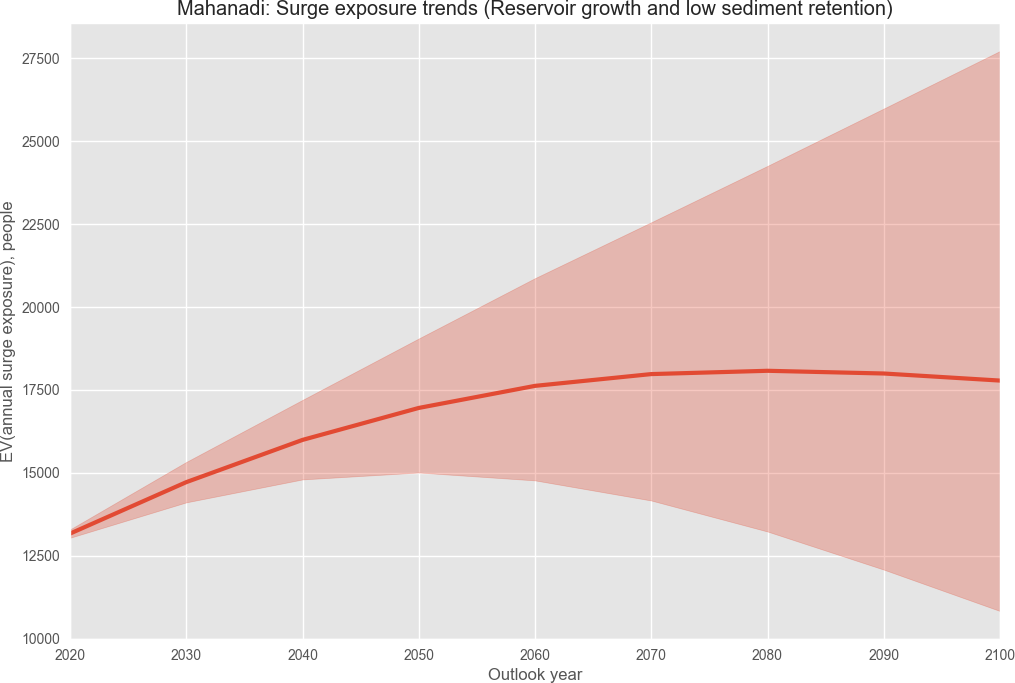 Mahanadi: Surge exposure trends (Reservoir growth and low sediment retention)
EV(annual surge exposure), people
27500
25000
22500
20000
17500
15000
12500
10000
2020 2030 2040 2050 2060 2070 2080 2090 2100
Outlook year